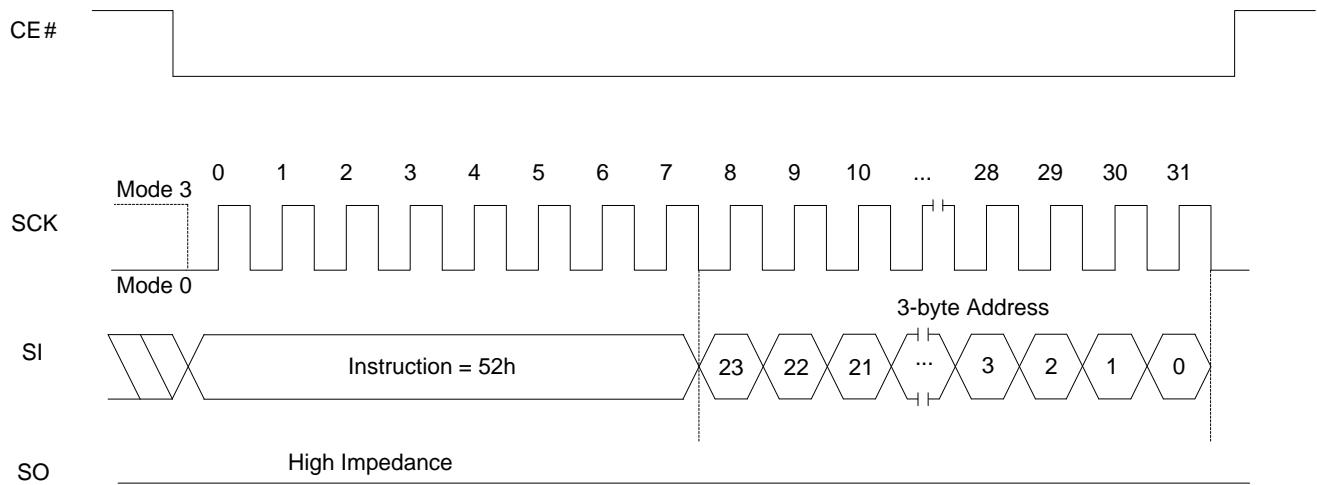 CE#
0 1 2 3 4 5 6 7 8 9 10 ... 28 29 30 31
Mode 3
SCK
Mode 0
3-byte Address
SI
Instruction = 52h
23 22 21 ... 3 2 1 0
High Impedance
SO